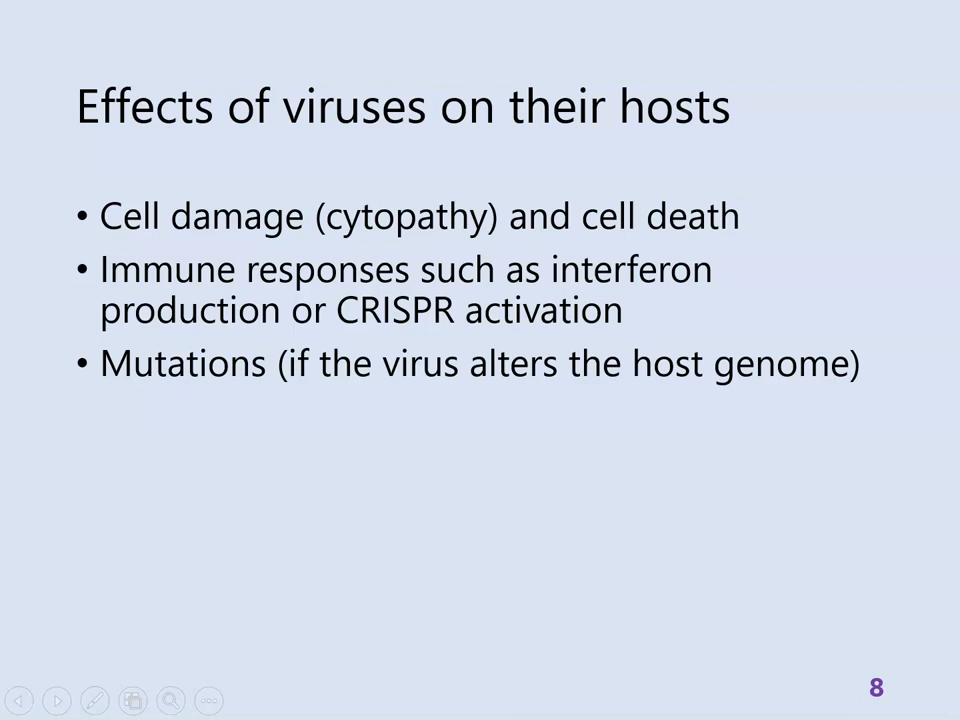 Effects of viruses on their hosts
• Cell damage (cytopathy) and cell death
• Immune responses such as interferon
production or CRISPR activation
• Mutations (if the virus alters the host genome)
8